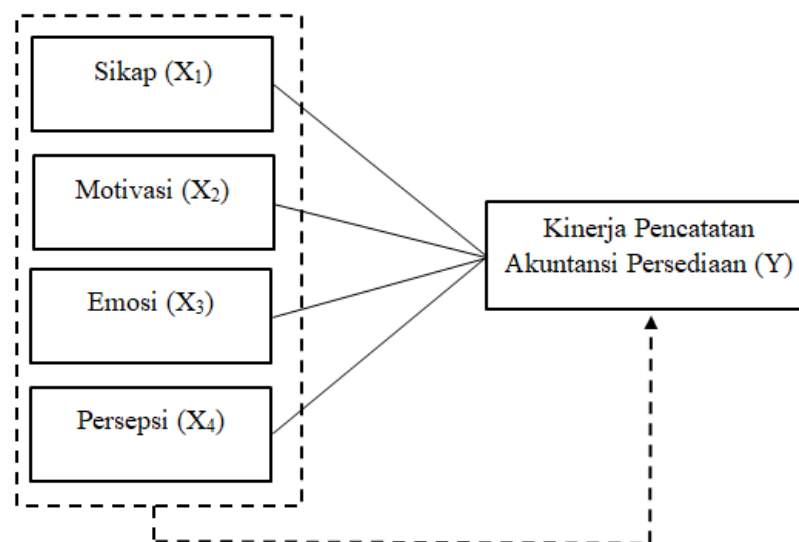 Sikap (X₁)
Motivasi (X₂)
Emosi (X₃)
Persepsi (X₄)
Kinerja Pencatatan
Akuntansi Persediaan (Y)